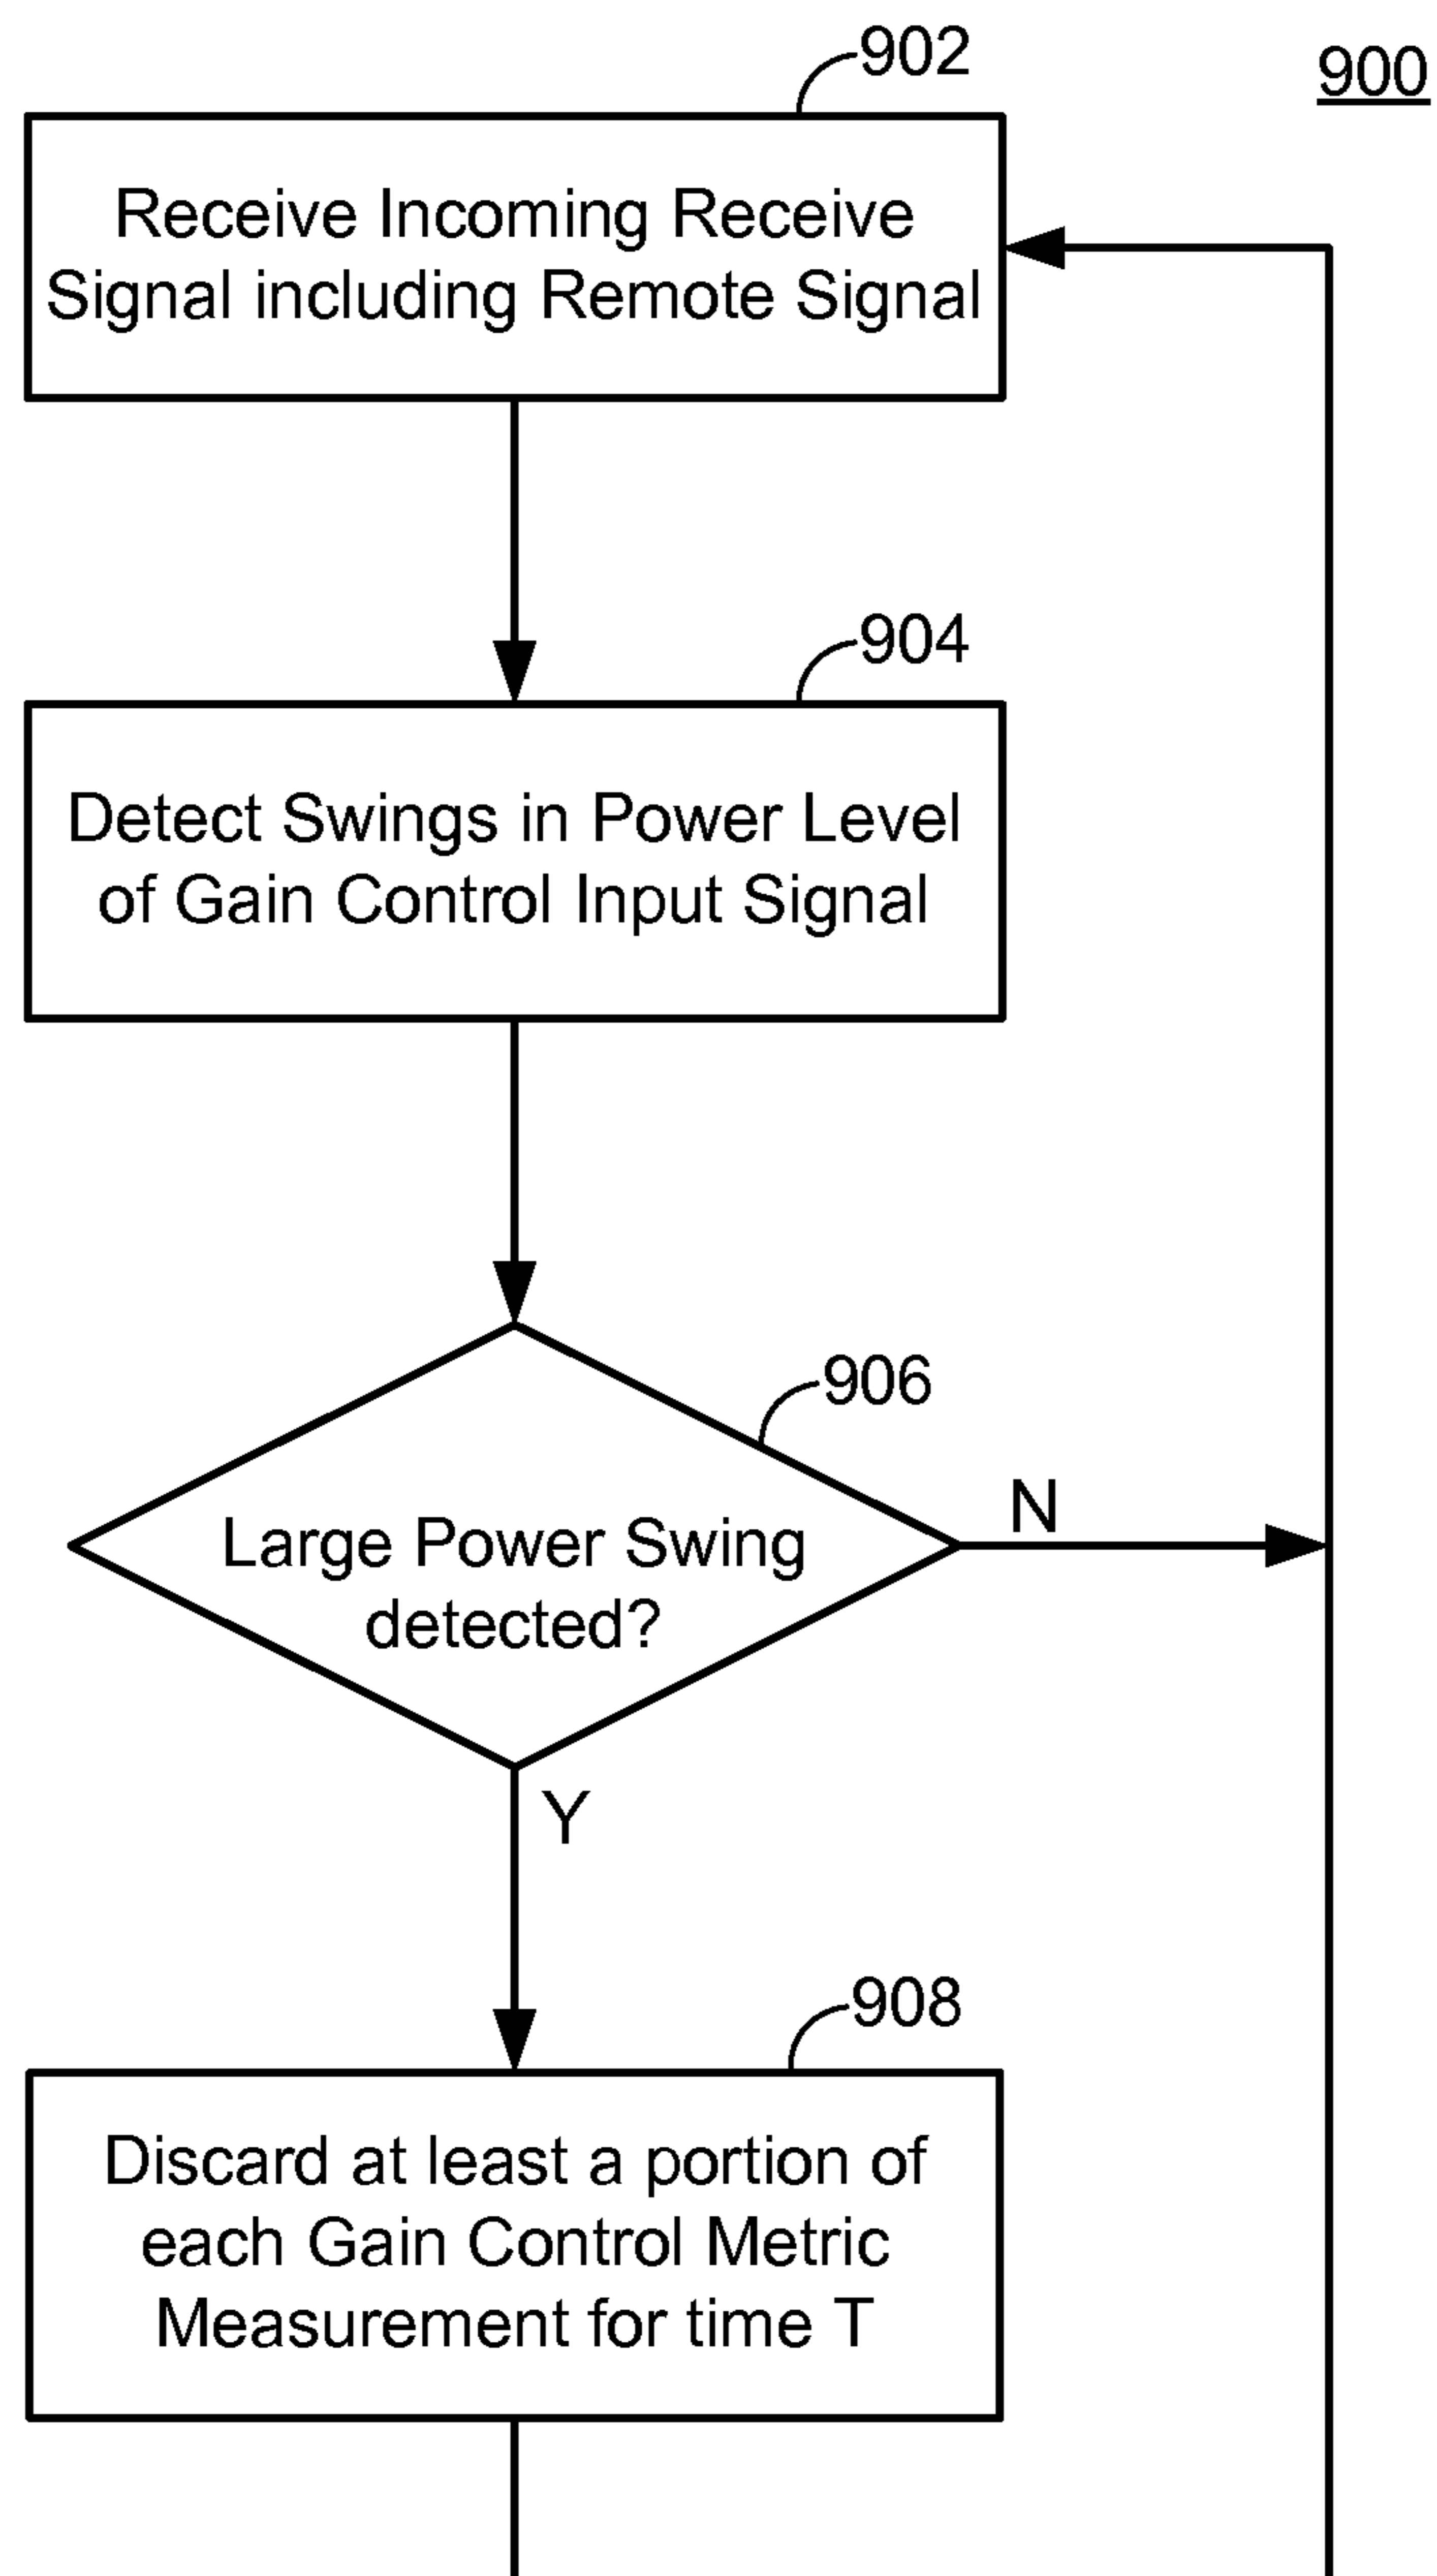 902
900
Receive Incoming Receive
Signal including Remote Signal
904
Detect Swings in Power Level
of Gain Control Input Signal
906
Large Power Swing
detected?
N
Y
908
Discard at least a portion of
each Gain Control Metric
Measurement for time T